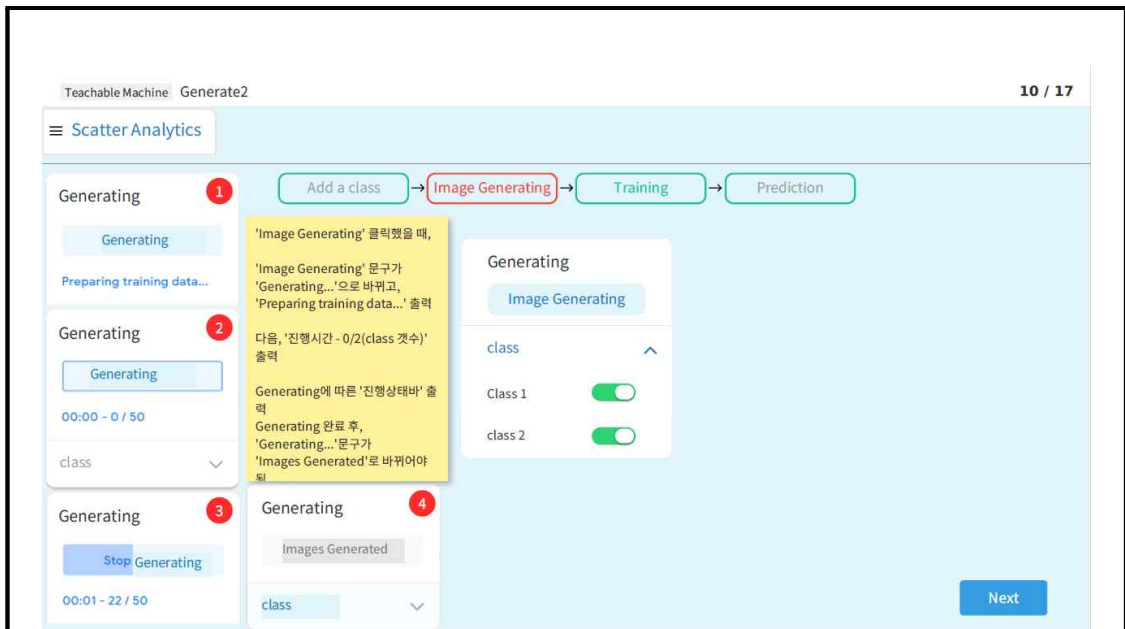 Teachable Machine Generate2
10 / 17
≡ Scatter Analytics
Add a class → Image Generating → Training → Prediction
Generating
1
Generating
Preparing training data...
Generating
2
Generating
00:00 - 0 / 50
class
Generating
3
Stop Generating
00:01 - 22 / 50
'Image Generating' 클릭했을 때,
'Image Generating' 문구가
'Generating...'으로 바뀌고,
'Preparing training data...' 출력
다음, '진행시간 - 0/2(class 갯수)'
출력
Generating에 따른 '진행상태바' 출
력
Generating 완료 후,
'Generating...'문구가
'Images Generated'로 바뀌어야
됨
Generating
4
Images Generated
class
Generating
Image Generating
class
Class 1
class 2
Next